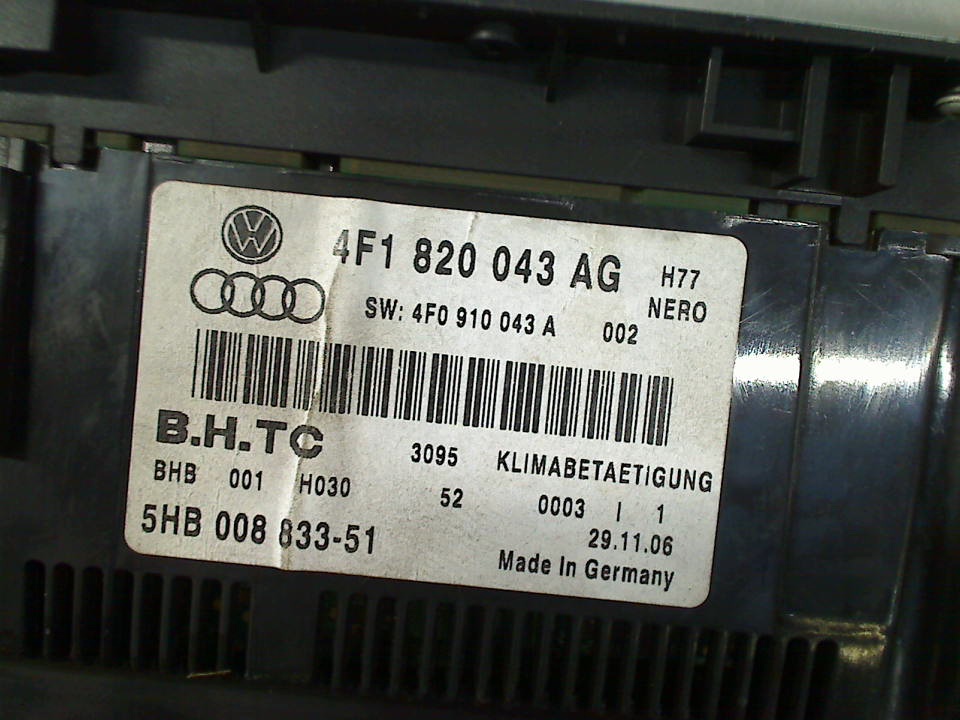 4F1 820 043 AG H77
NERO
SW: 4F0 910 043 A 002
B.H.TC 3095 KLIMABETAETIGUNG
BHB 001 H030 52 0003 I 1
5HB 008 833-51 29.11.06
Made In Germany